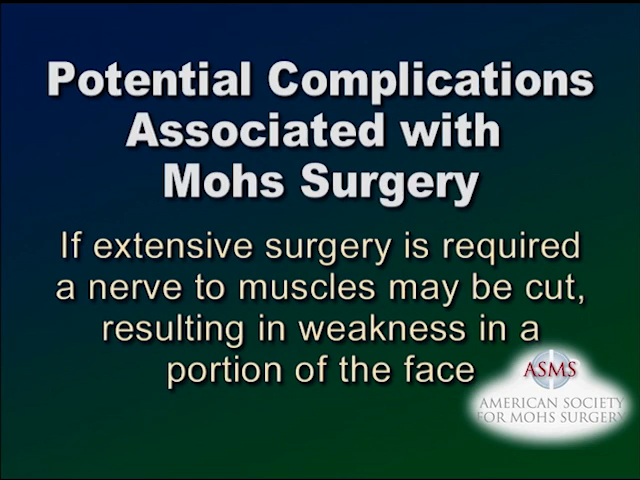 Potential Complications
Associated with
Mohs Surgery
If extensive surgery is required
a nerve to muscles may be cut,
resulting in weakness in a
portion of the face
ASMS
AMERICAN SOCIETY
FOR MOHS SURGERY